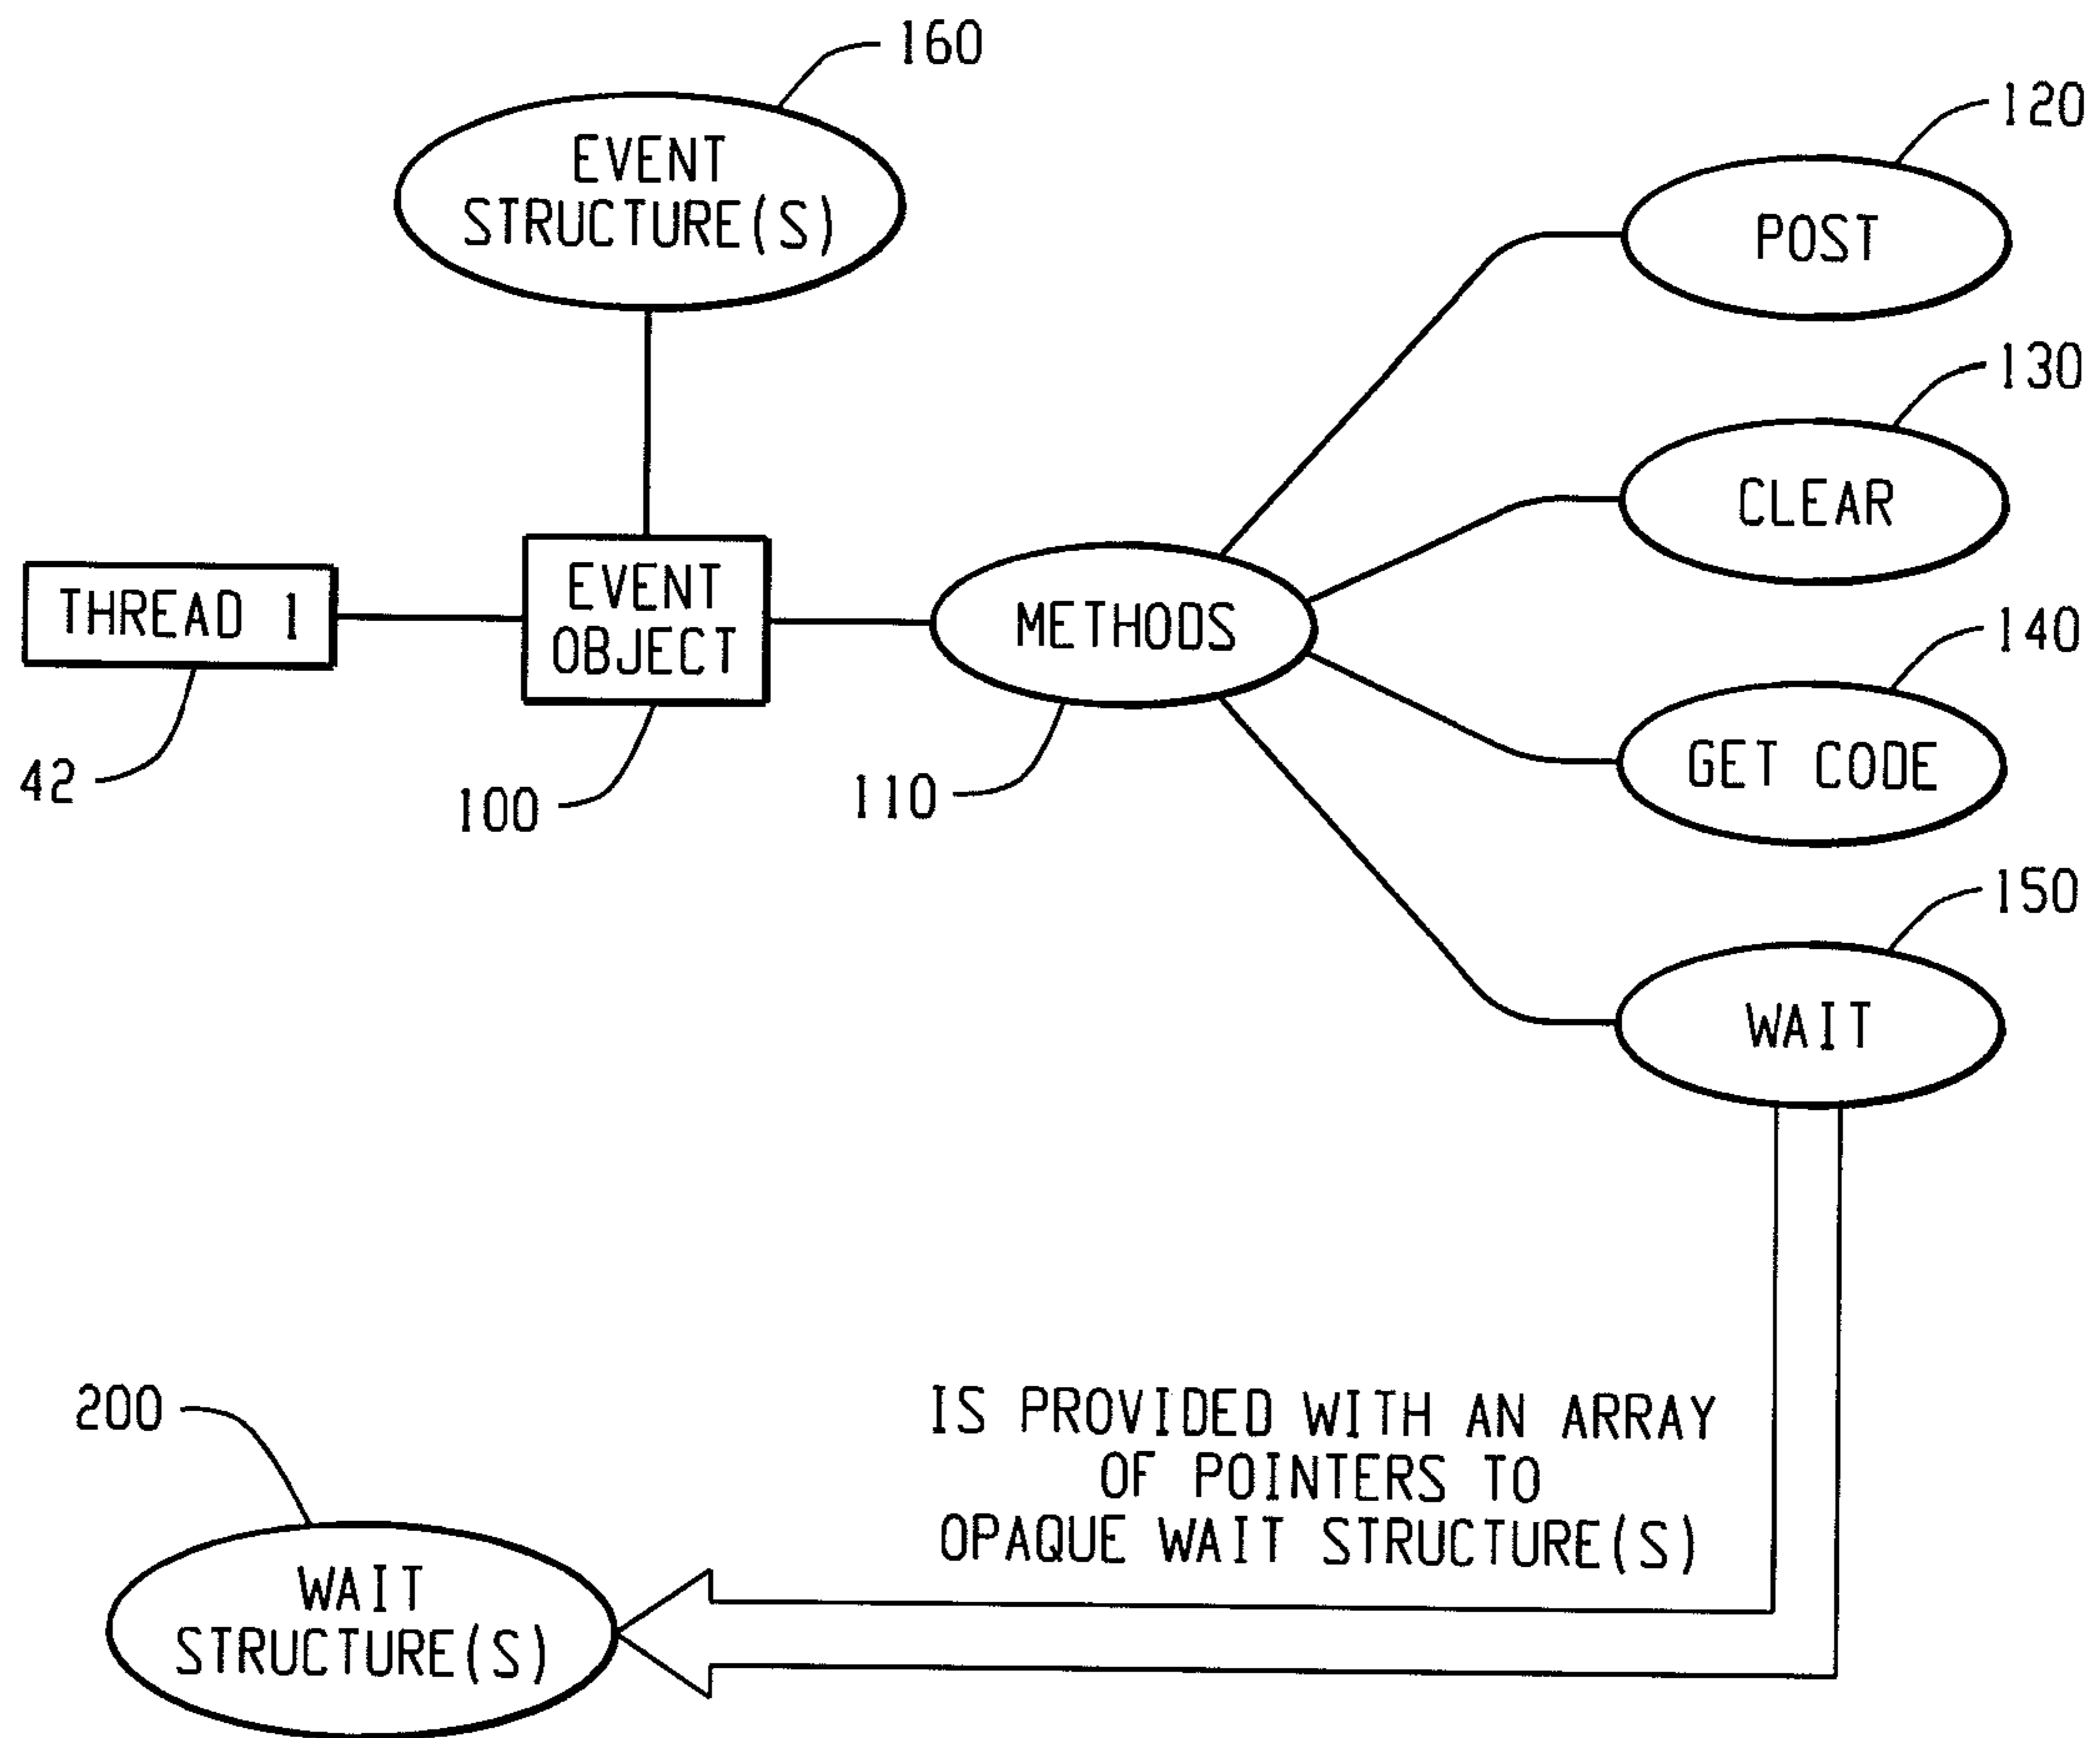 160
EVENT
STRUCTURE(S)
120
POST
130
CLEAR
THREAD 1
EVENT
OBJECT
METHODS
140
GET CODE
42
100
110
150
WAIT
200
IS PROVIDED WITH AN ARRAY
OF POINTERS TO
OPAQUE WAIT STRUCTURE(S)
WAIT
STRUCTURE(S)